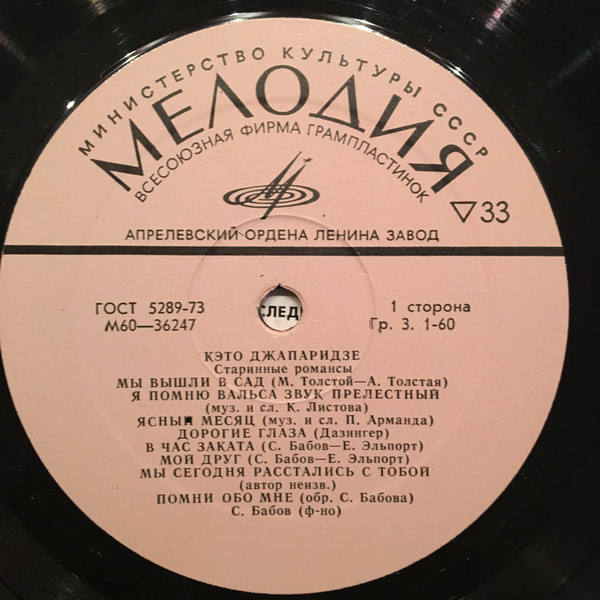 МИНИСТЕРСТВО КУЛЬТУРЫ СССР
МЕЛОДИЯ
ВСЕСОЮЗНАЯ ФИРМА ГРАМПЛАСТИНОК
▽33
АПРЕЛЕВСКИЙ ОРДЕНА ЛЕНИНА ЗАВОД
ГОСТ 5289-73
М60—36247
СЛЕД
1 сторона
Гр. 3. 1-60
КЭТО ДЖАПАРИДЗЕ
Старинные романсы
МЫ ВЫШЛИ В САД (М. Толстой—А. Толстая)
Я ПОМНЮ ВАЛЬСА ЗВУК ПРЕЛЕСТНЫЙ
(муз. и сл. К. Листова)
ЯСНЫЙ МЕСЯЦ (муз. и сл. П. Арманда)
ДОРОГИЕ ГЛАЗА (Дазингер)
В ЧАС ЗАКАТА (С. Бабов—Е. Эльпорт)
МОЙ ДРУГ (С. Бабов—Е. Эльпорт)
МЫ СЕГОДНЯ РАССТАЛИСЬ С ТОБОЙ
(автор неизв.)
ПОМНИ ОБО МНЕ (обр. С. Бабова)
С. Бабов (ф-но)